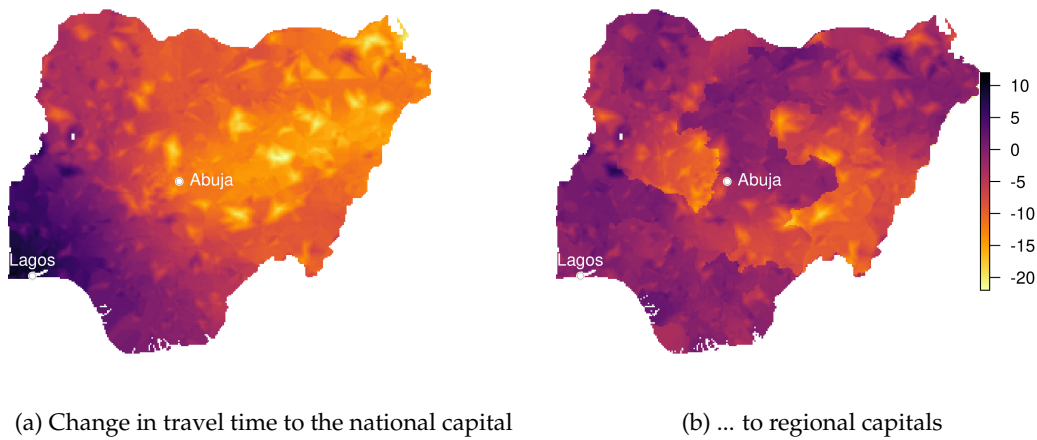 Abuja
Lagos
Abuja
Lagos
10
5
0
-5
-10
-15
-20
(a) Change in travel time to the national capital
(b) ... to regional capitals